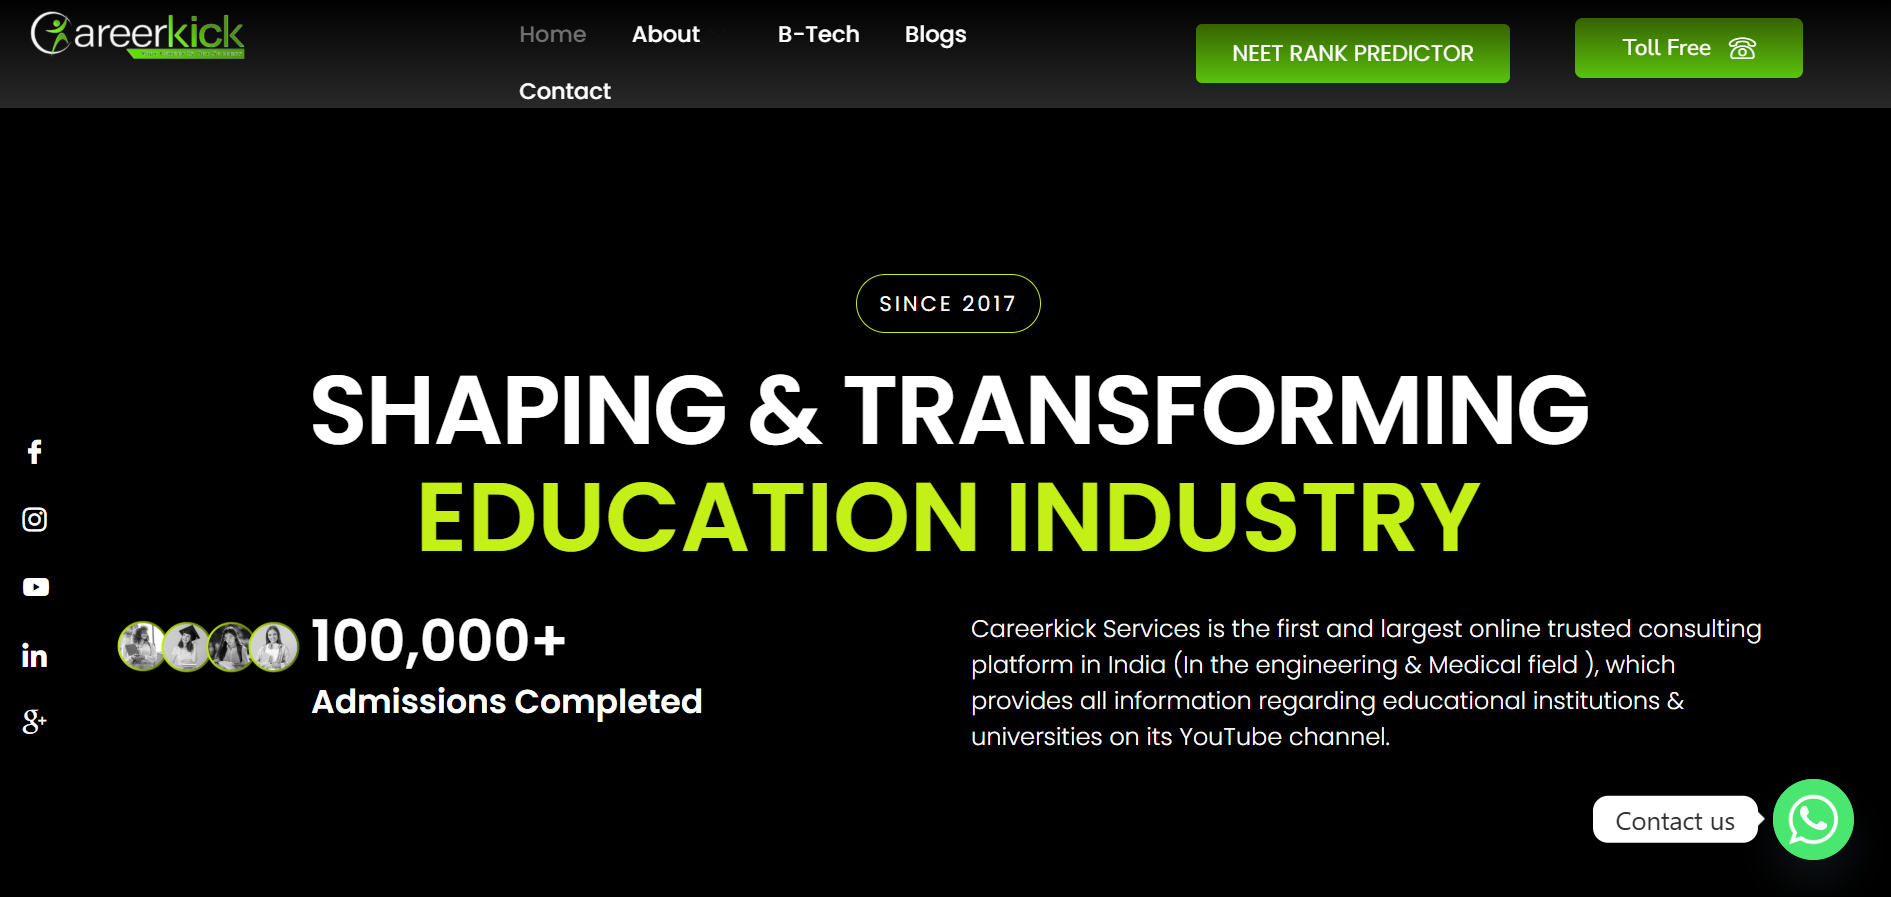 Careerkick
Home
About
B-Tech
Blogs
Contact
NEET RANK PREDICTOR
Toll Free
SINCE 2017
SHAPING & TRANSFORMING
EDUCATION INDUSTRY
100,000+
Admissions Completed
Careerkick Services is the first and largest online trusted consulting
platform in India (In the engineering & Medical field ), which
provides all information regarding educational institutions &
universities on its YouTube channel.
Contact us